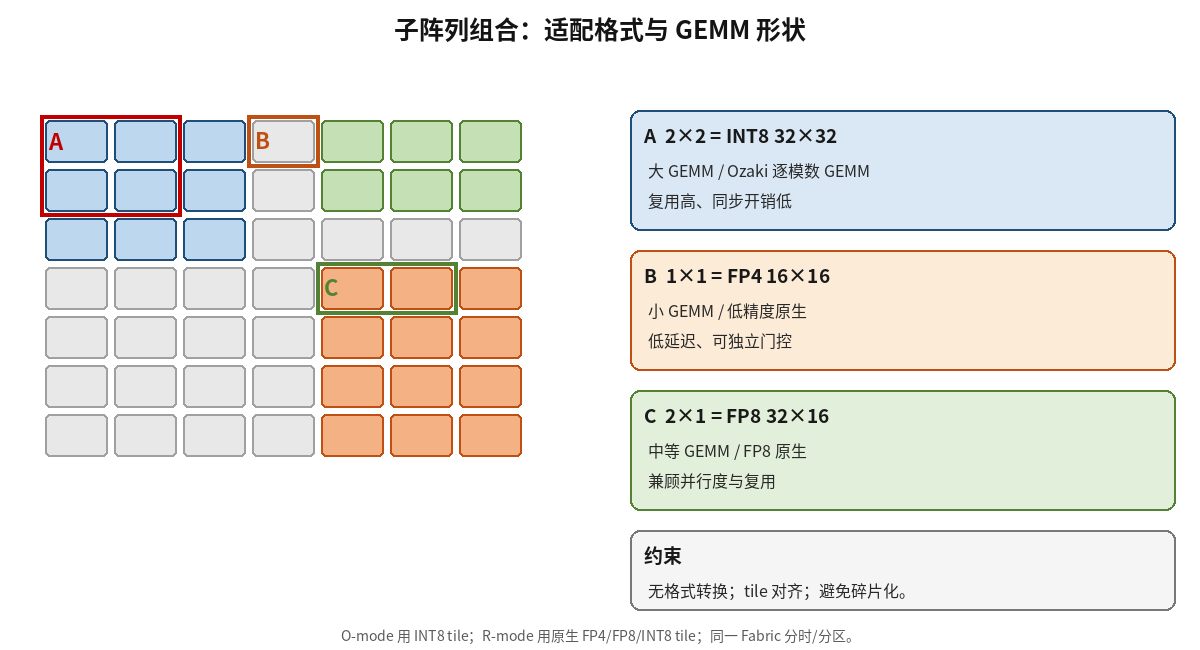 子阵列组合：适配格式与 GEMM 形状
A
B
C
A 2×2 = INT8 32×32
大 GEMM / Ozaki 逐模数 GEMM
复用高、同步开销低
B 1×1 = FP4 16×16
小 GEMM / 低精度原生
低延迟、可独立门控
C 2×1 = FP8 32×16
中等 GEMM / FP8 原生
兼顾并行度与复用
约束
无格式转换；tile 对齐；避免碎片化。
O-mode 用 INT8 tile；R-mode 用原生 FP4/FP8/INT8 tile；同一 Fabric 分时/分区。